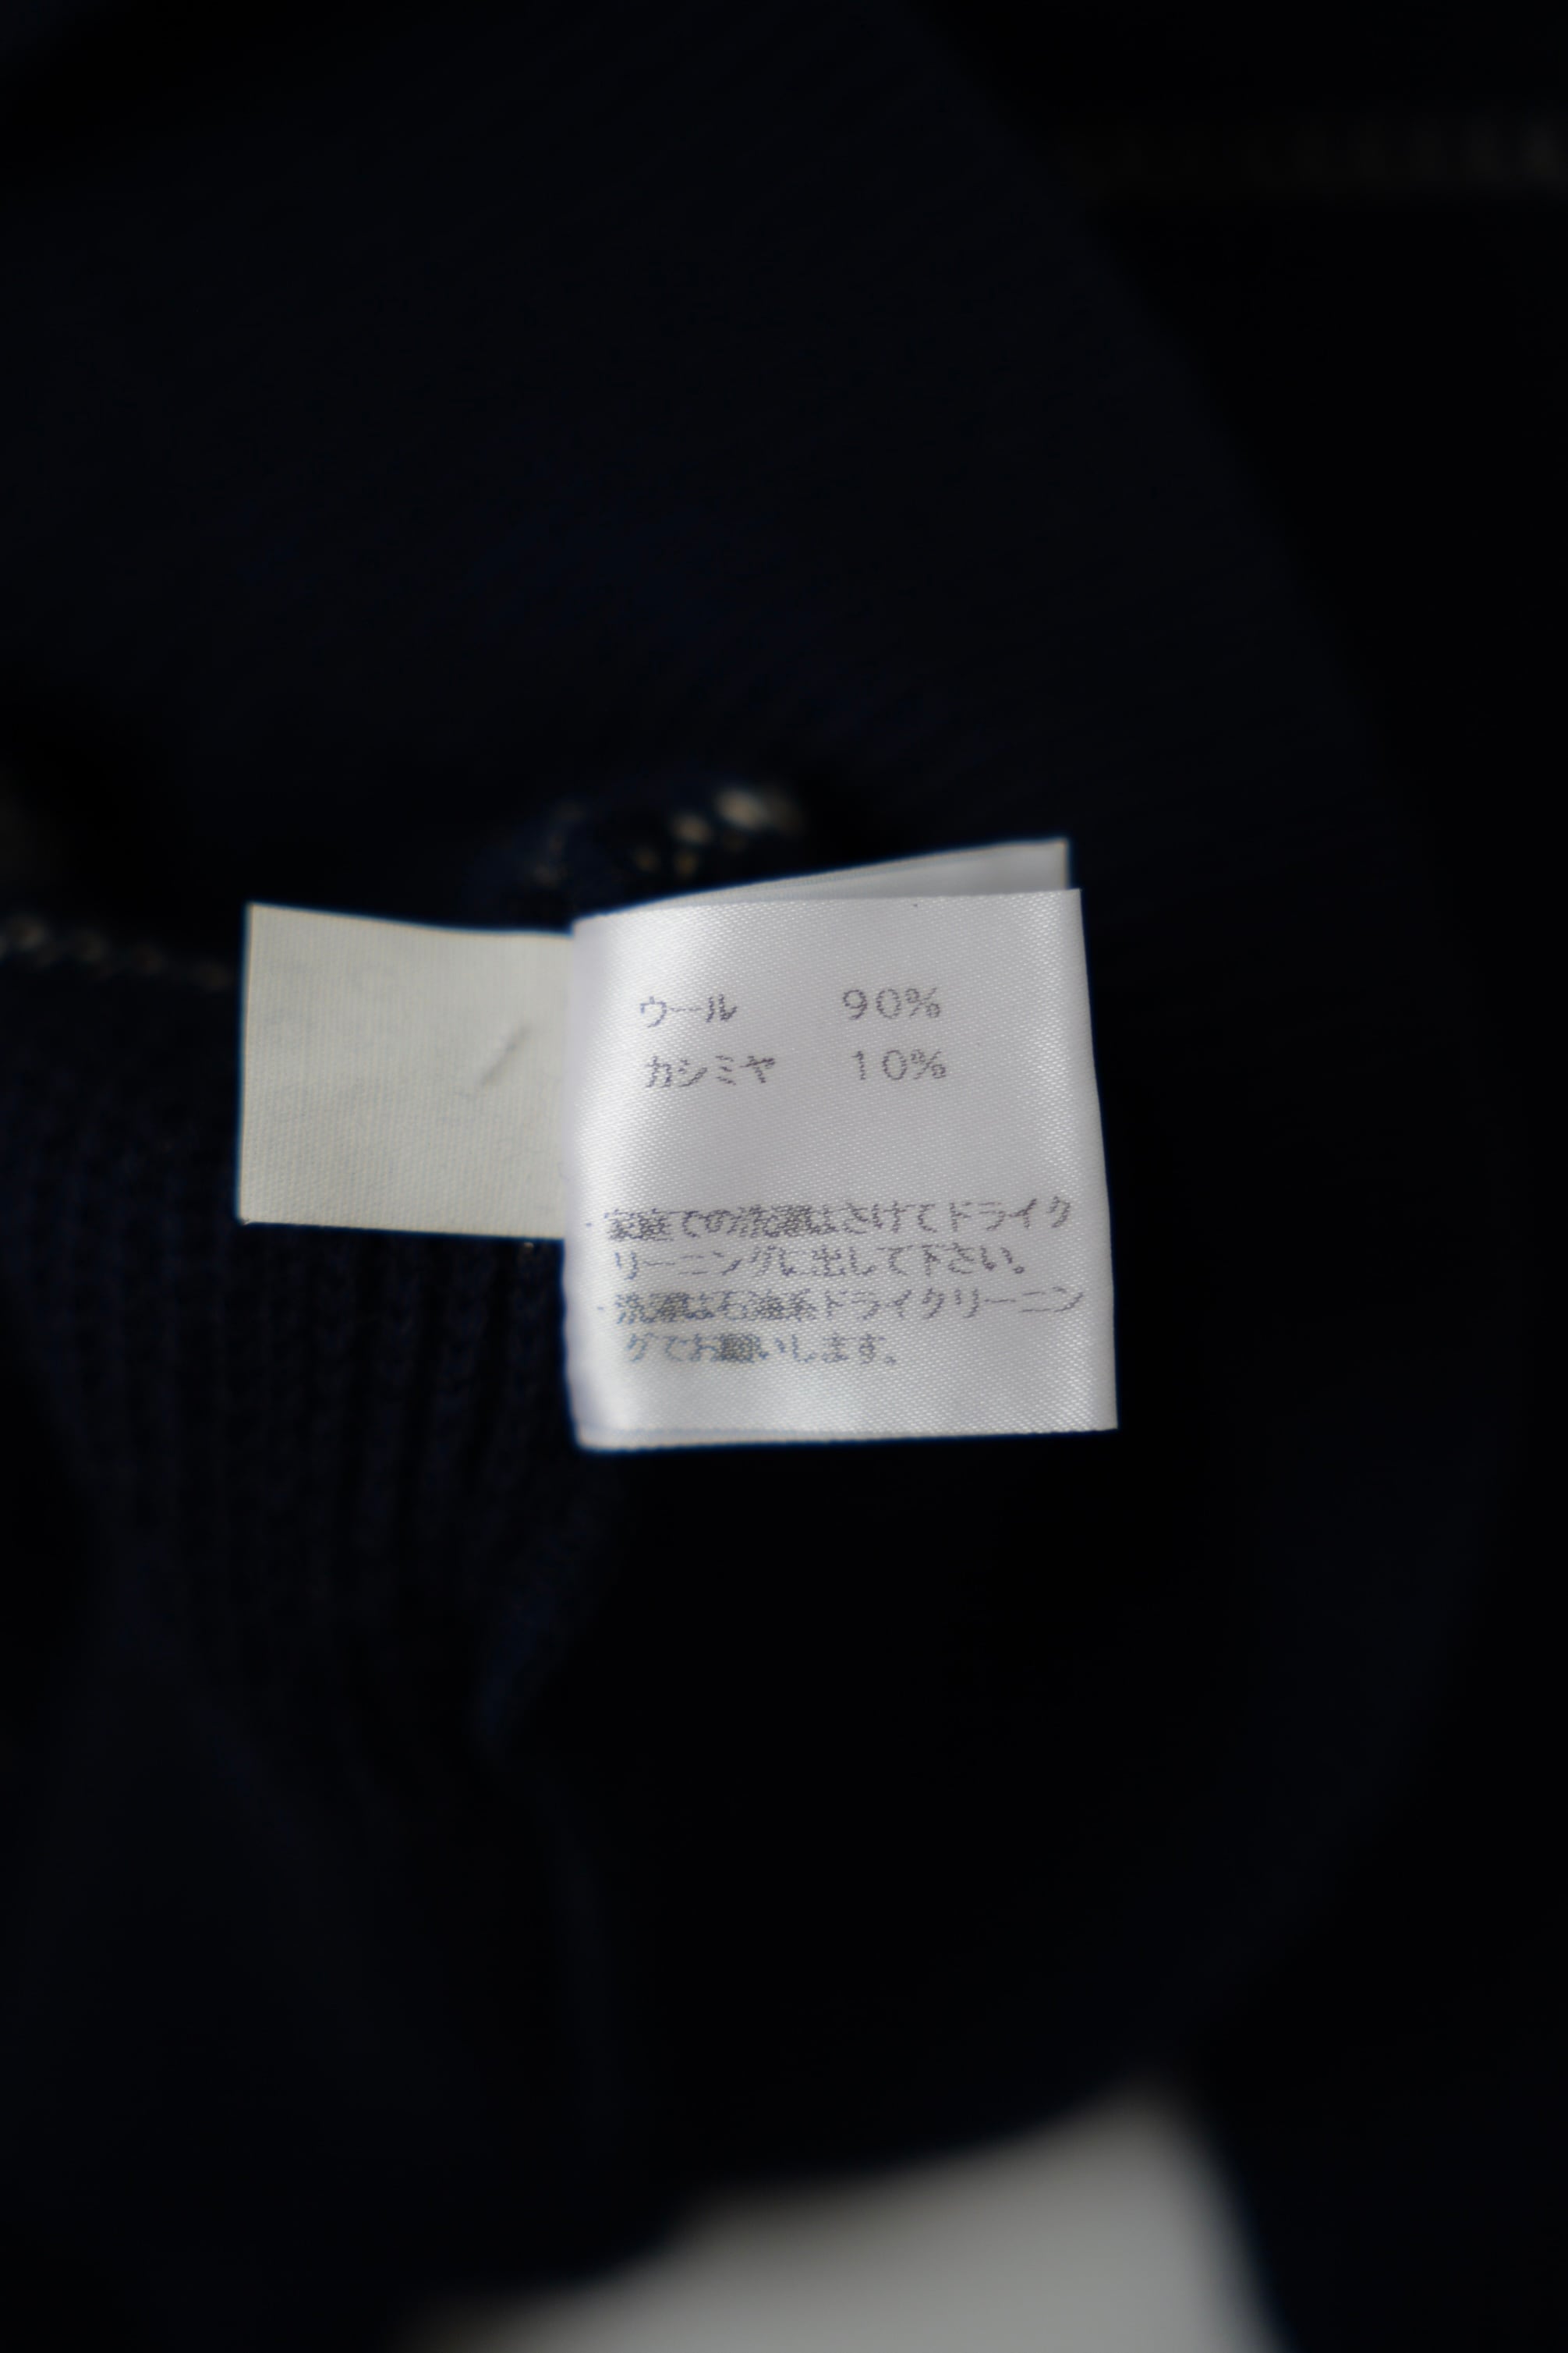 ウール 90%
カシミヤ 10%
・家庭での洗濯はさけてドライク
リーニングに出して下さい。
・洗濯は石油系ドライクリーニン
グでお願いします。